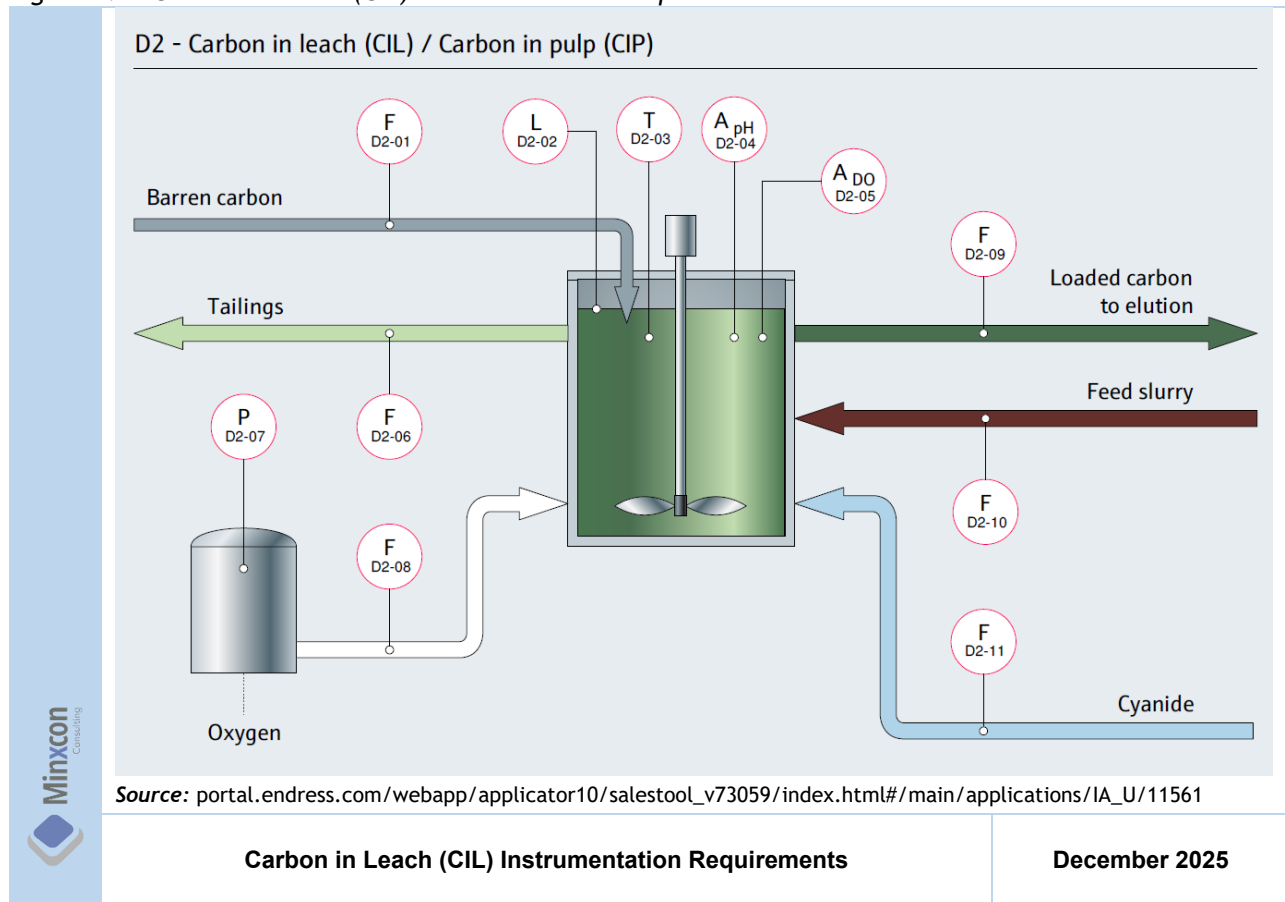 D2 - Carbon in leach (CIL) / Carbon in pulp (CIP)
F
D2-01
L
D2-02
T
D2-03
A pH
D2-04
A DO
D2-05
Barren carbon
F
D2-09
Loaded carbon
to elution
Tailings
Feed slurry
P
D2-07
F
D2-06
F
D2-10
F
D2-08
F
D2-11
Cyanide
Oxygen
Minxcon
Consulting
Source: portal.endress.com/webapp/applicator10/salestool_v73059/index.html#/main/applications/IA_U/11561
Carbon in Leach (CIL) Instrumentation Requirements
December 2025